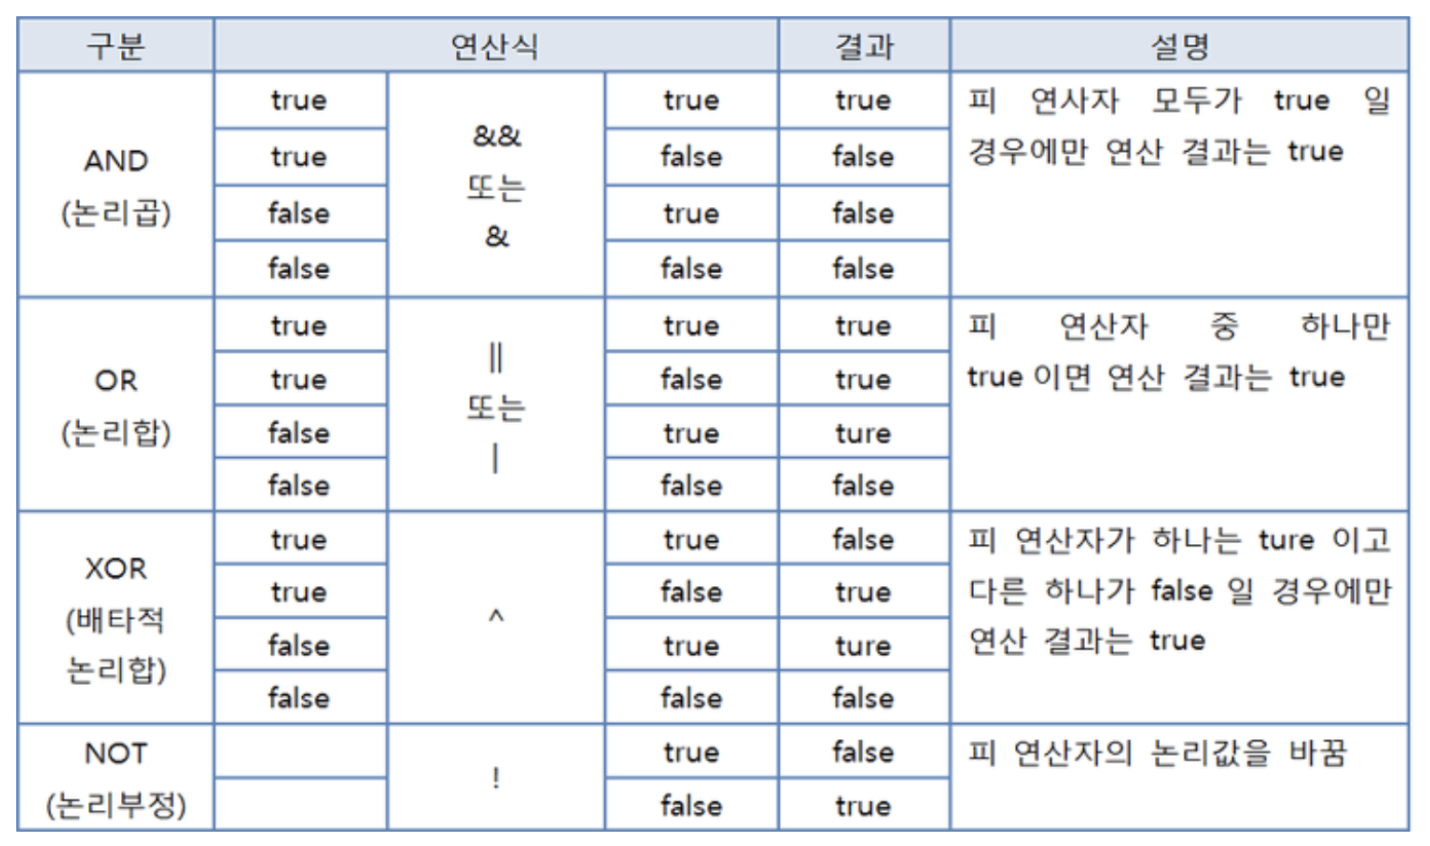 구분 연산식 결과 설명
AND
(논리곱)
true && 또는 & true true
true false false
false true false
false false false
피 연사자 모두가 true 일
경우에만 연산 결과는 true
OR
(논리합)
true || 또는 | true true
true false true
false true ture
false false false
피 연산자 중 하나만
true 이면 연산 결과는 true
XOR
(배타적
논리합)
true ^ true false
true false true
false true ture
false false false
피 연산자가 하나는 ture 이고
다른 하나가 false 일 경우에만
연산 결과는 true
NOT
(논리부정)
! true false
false true
피 연산자의 논리값을 바꿈